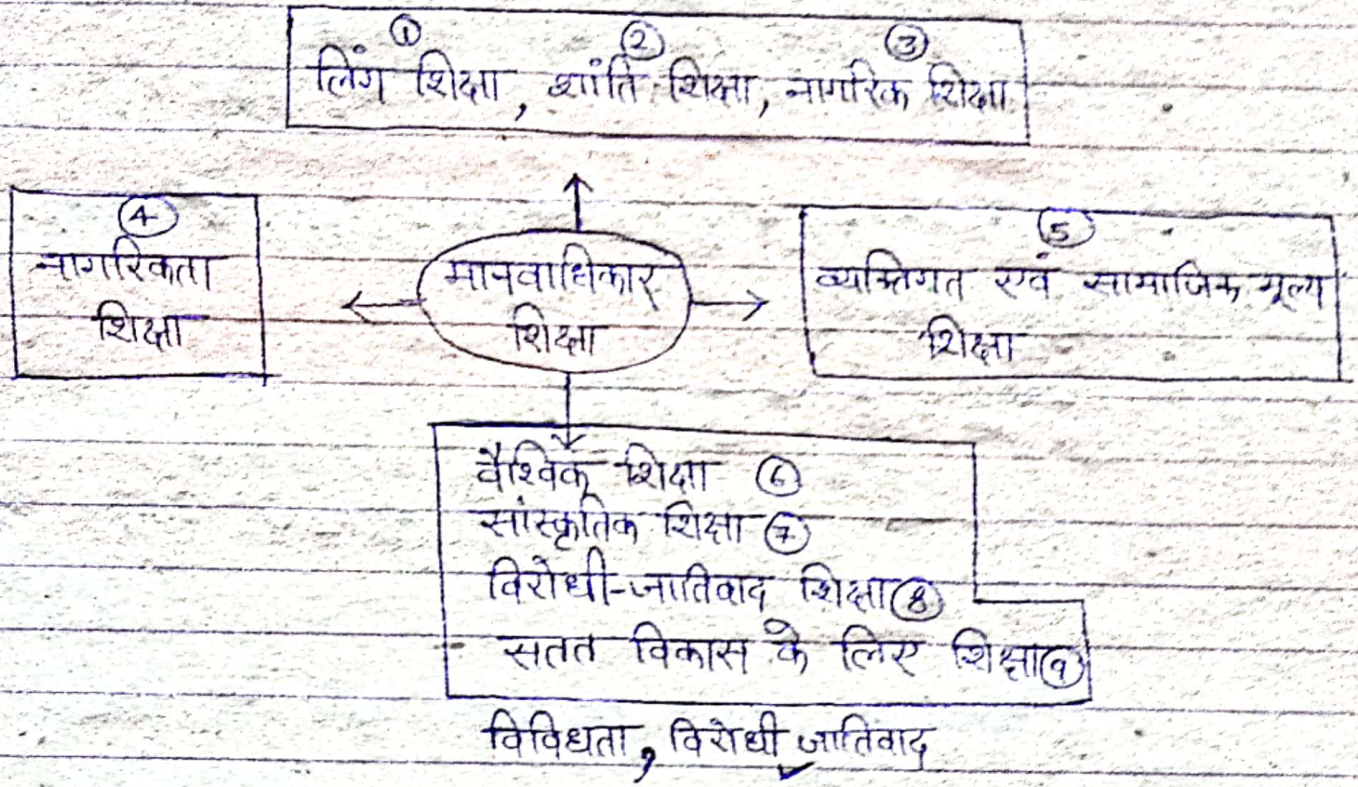 ① ② ③
लिंग शिक्षा, शांति शिक्षा, नागरिक शिक्षा
④
नागरिकता
शिक्षा
मानवाधिकार
शिक्षा
⑤
व्यक्तिगत एवं सामाजिक मूल्य
शिक्षा
वैश्विक शिक्षा ⑥
सांस्कृतिक शिक्षा ⑦
विरोधी-जातिवाद शिक्षा ⑧
सतत विकास के लिए शिक्षा ⑨
विविधता, विरोधी जातिवाद